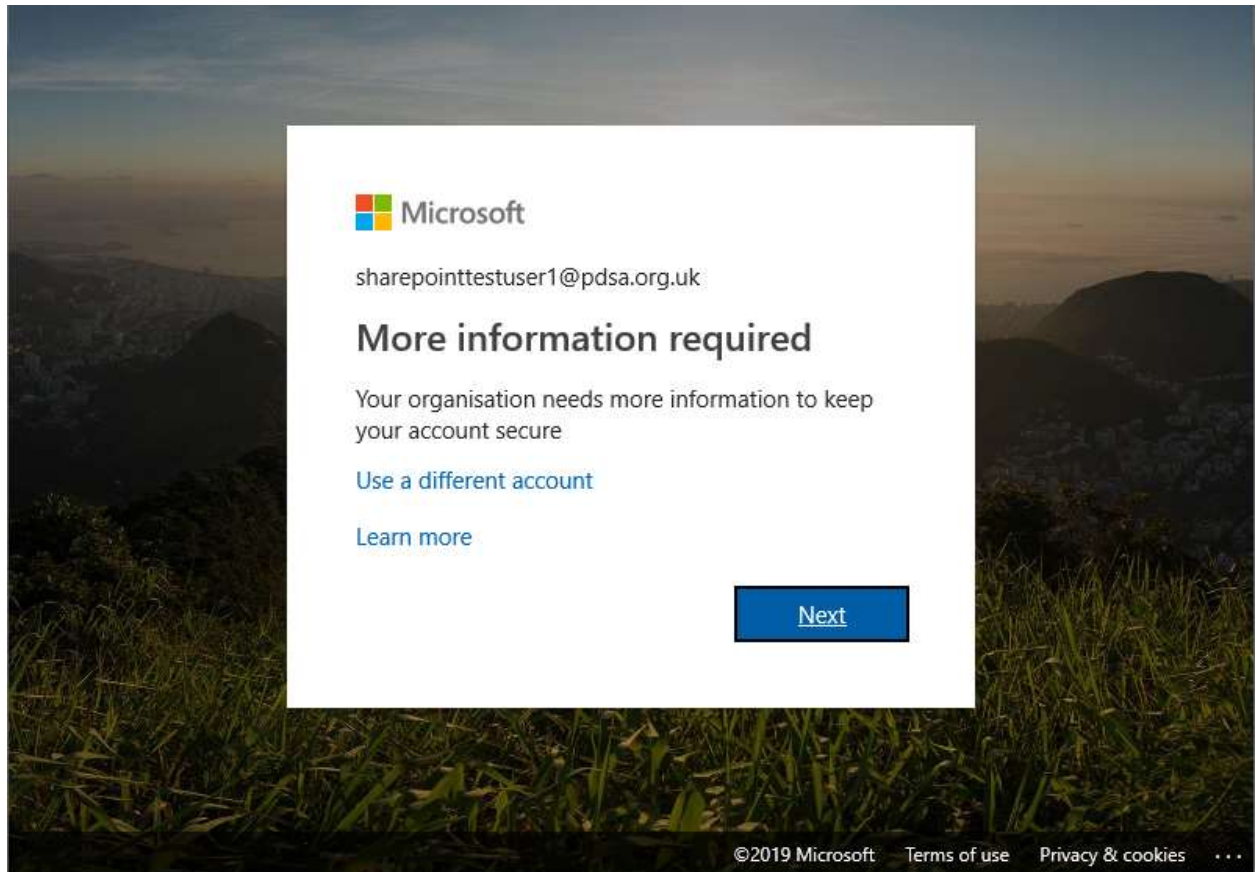 Microsoft
sharepointtestuser1@pdsa.org.uk
More information required
Your organisation needs more information to keep
your account secure
Use a different account
Learn more
Next
©2019 Microsoft Terms of use Privacy & cookies ...